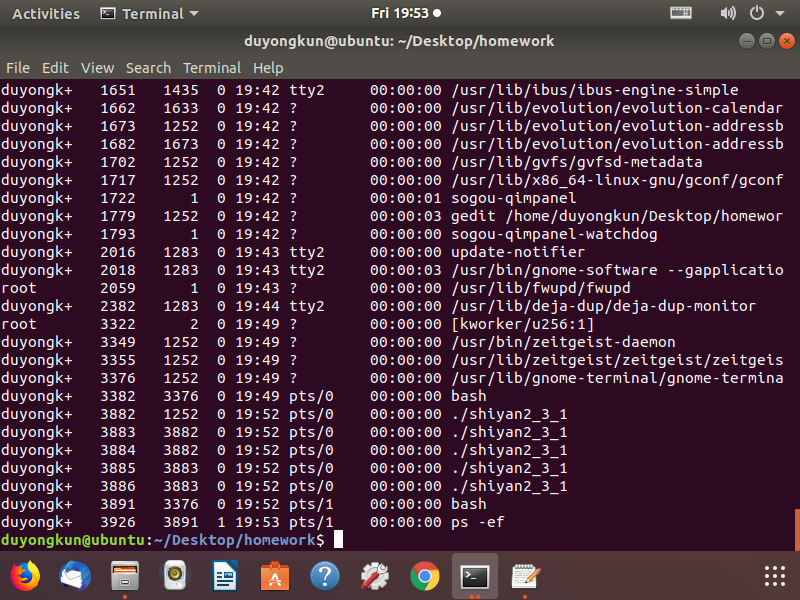 Activities Terminal Fri 19:53
duyongkun@ubuntu: ~/Desktop/homework
File Edit View Search Terminal Help
duyongk+ 1651 1435 0 19:42 tty2 00:00:00 /usr/lib/ibus/ibus-engine-simple
duyongk+ 1662 1633 0 19:42 ? 00:00:00 /usr/lib/evolution/evolution-calendar
duyongk+ 1673 1252 0 19:42 ? 00:00:00 /usr/lib/evolution/evolution-addressb
duyongk+ 1682 1673 0 19:42 ? 00:00:00 /usr/lib/evolution/evolution-addressb
duyongk+ 1702 1252 0 19:42 ? 00:00:00 /usr/lib/gvfs/gvfsd-metadata
duyongk+ 1717 1252 0 19:42 ? 00:00:00 /usr/lib/x86_64-linux-gnu/gconf/gconf
duyongk+ 1722 1 0 19:42 ? 00:00:01 sogou-qimpanel
duyongk+ 1779 1252 0 19:42 ? 00:00:03 gedit /home/duyongkun/Desktop/homewor
duyongk+ 1793 1 0 19:42 ? 00:00:00 sogou-qimpanel-watchdog
duyongk+ 2016 1283 0 19:43 tty2 00:00:00 update-notifier
duyongk+ 2018 1283 0 19:43 tty2 00:00:03 /usr/bin/gnome-software --gapplicatio
root 2059 1 0 19:43 ? 00:00:00 /usr/lib/fwupd/fwupd
duyongk+ 2382 1283 0 19:44 tty2 00:00:00 /usr/lib/deja-dup/deja-dup-monitor
root 3322 2 0 19:49 ? 00:00:00 [kworker/u256:1]
duyongk+ 3349 1252 0 19:49 ? 00:00:00 /usr/bin/zeitgeist-daemon
duyongk+ 3355 1252 0 19:49 ? 00:00:00 /usr/lib/zeitgeist/zeitgeist/zeitgeis
duyongk+ 3376 1252 0 19:49 ? 00:00:00 /usr/lib/gnome-terminal/gnome-termina
duyongk+ 3382 3376 0 19:49 pts/0 00:00:00 bash
duyongk+ 3882 1252 0 19:52 pts/0 00:00:00 ./shiyan2_3_1
duyongk+ 3883 3882 0 19:52 pts/0 00:00:00 ./shiyan2_3_1
duyongk+ 3884 3882 0 19:52 pts/0 00:00:00 ./shiyan2_3_1
duyongk+ 3885 3883 0 19:52 pts/0 00:00:00 ./shiyan2_3_1
duyongk+ 3886 3883 0 19:52 pts/0 00:00:00 ./shiyan2_3_1
duyongk+ 3891 3376 0 19:52 pts/1 00:00:00 bash
duyongk+ 3926 3891 1 19:53 pts/1 00:00:00 ps -ef
duyongkun@ubuntu:~/Desktop/homework$